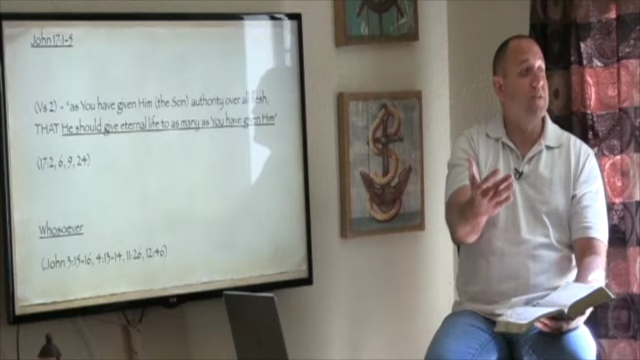 John 17:1-5
(Vs 2) - "as You have given Him (the Son) authority over all flesh,
THAT He should give eternal life to as many as You have given Him"
(17:2, 6, 9, 24)
Whosoever
(John 3:15-16, 4:13-14, 11:26, 12:46)